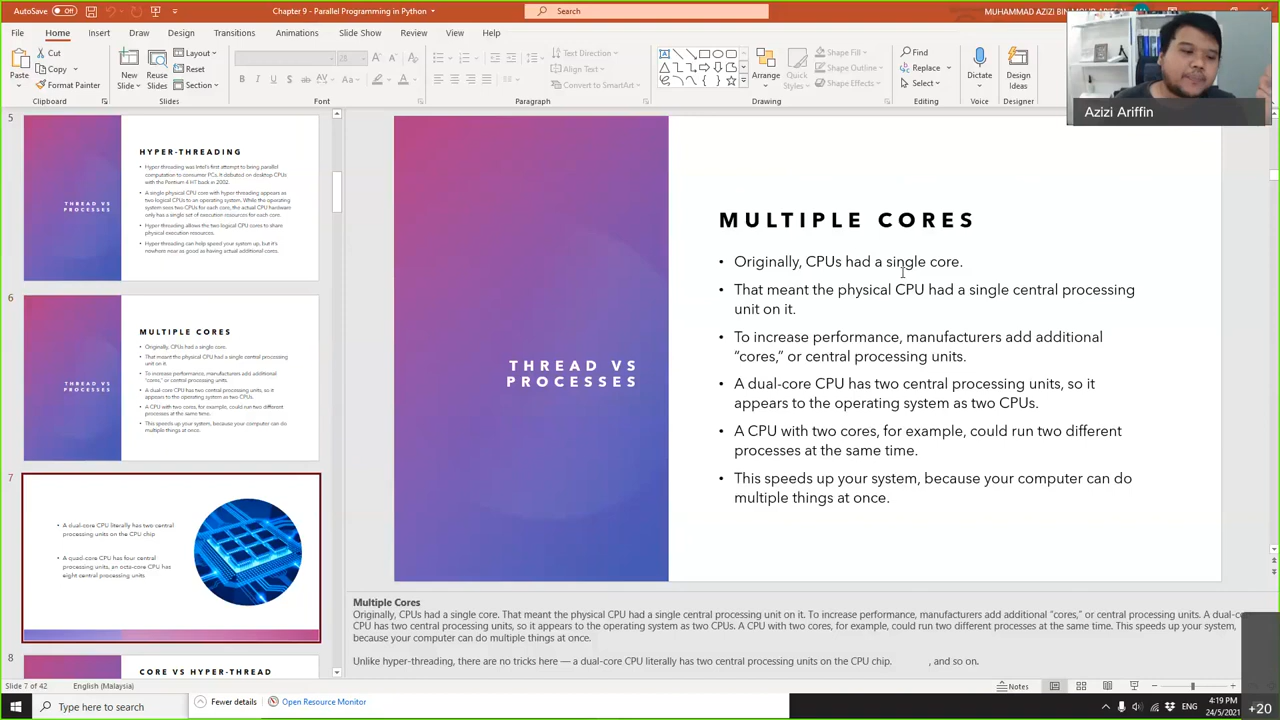 AutoSave Off
Chapter 9 - Parallel Programming in Python
Search
MUHAMMAD AZIZI BIN MOHD ARIFFIN
File Home Insert Draw Design Transitions Animations Slide Show Review View Help
Paste
Cut
Copy
Format Painter
Clipboard
New Slide
Reuse Slides
Layout
Reset
Section
Slides
28
Font
Text Direction
Align Text
Convert to SmartArt
Paragraph
Arrange
Quick Styles
Shape Fill
Shape Outline
Shape Effects
Drawing
Find
Replace
Select
Editing
Dictate
Voice
Design Ideas
Designer
Azizi Ariffin
5
THREAD VS
PROCESSES
HYPER-THREADING
• Hyper threading was Intel's first attempt to bring parallel
computation to consumer PCs. It debuted on desktop CPUs
with the Pentium 4 HT back in 2002.
• A single physical CPU core with hyper threading appears as
two logical CPUs to an operating system. While the operating
system sees two CPUs for each core, the actual CPU hardware
only has a single set of execution resources for each core.
• Hyper threading allows the two logical CPU cores to share
physical execution resources.
• Hyper threading can help speed your system up, but it's
nowhere near as good as having actual additional cores.
6
THREAD VS
PROCESSES
MULTIPLE CORES
• Originally, CPUs had a single core.
• That meant the physical CPU had a single central processing
unit on it.
• To increase performance, manufacturers add additional
"cores," or central processing units.
• A dual-core CPU has two central processing units, so it
appears to the operating system as two CPUs.
• A CPU with two cores, for example, could run two different
processes at the same time.
• This speeds up your system, because your computer can do
multiple things at once.
7
• A dual-core CPU literally has two central
processing units on the CPU chip
• A quad-core CPU has four central
processing units, an octa-core CPU has
eight central processing units
8
CORE VS HYPER-THREAD
THREAD VS
PROCESSES
MULTIPLE CORES
• Originally, CPUs had a single core.
• That meant the physical CPU had a single central processing
unit on it.
• To increase performance, manufacturers add additional
“cores,” or central processing units.
• A dual-core CPU has two central processing units, so it
appears to the operating system as two CPUs.
• A CPU with two cores, for example, could run two different
processes at the same time.
• This speeds up your system, because your computer can do
multiple things at once.
Multiple Cores
Originally, CPUs had a single core. That meant the physical CPU had a single central processing unit on it. To increase performance, manufacturers add additional "cores," or central processing units. A dual-co
CPU has two central processing units, so it appears to the operating system as two CPUs. A CPU with two cores, for example, could run two different processes at the same time. This speeds up your system,
because your computer can do multiple things at once.
Unlike hyper-threading, there are no tricks here — a dual-core CPU literally has two central processing units on the CPU chip. , and so on.
Slide 7 of 42 English (Malaysia)
Notes
Type here to search
Fewer details
Open Resource Monitor
ENG
4:19 PM
24/5/2021
+20